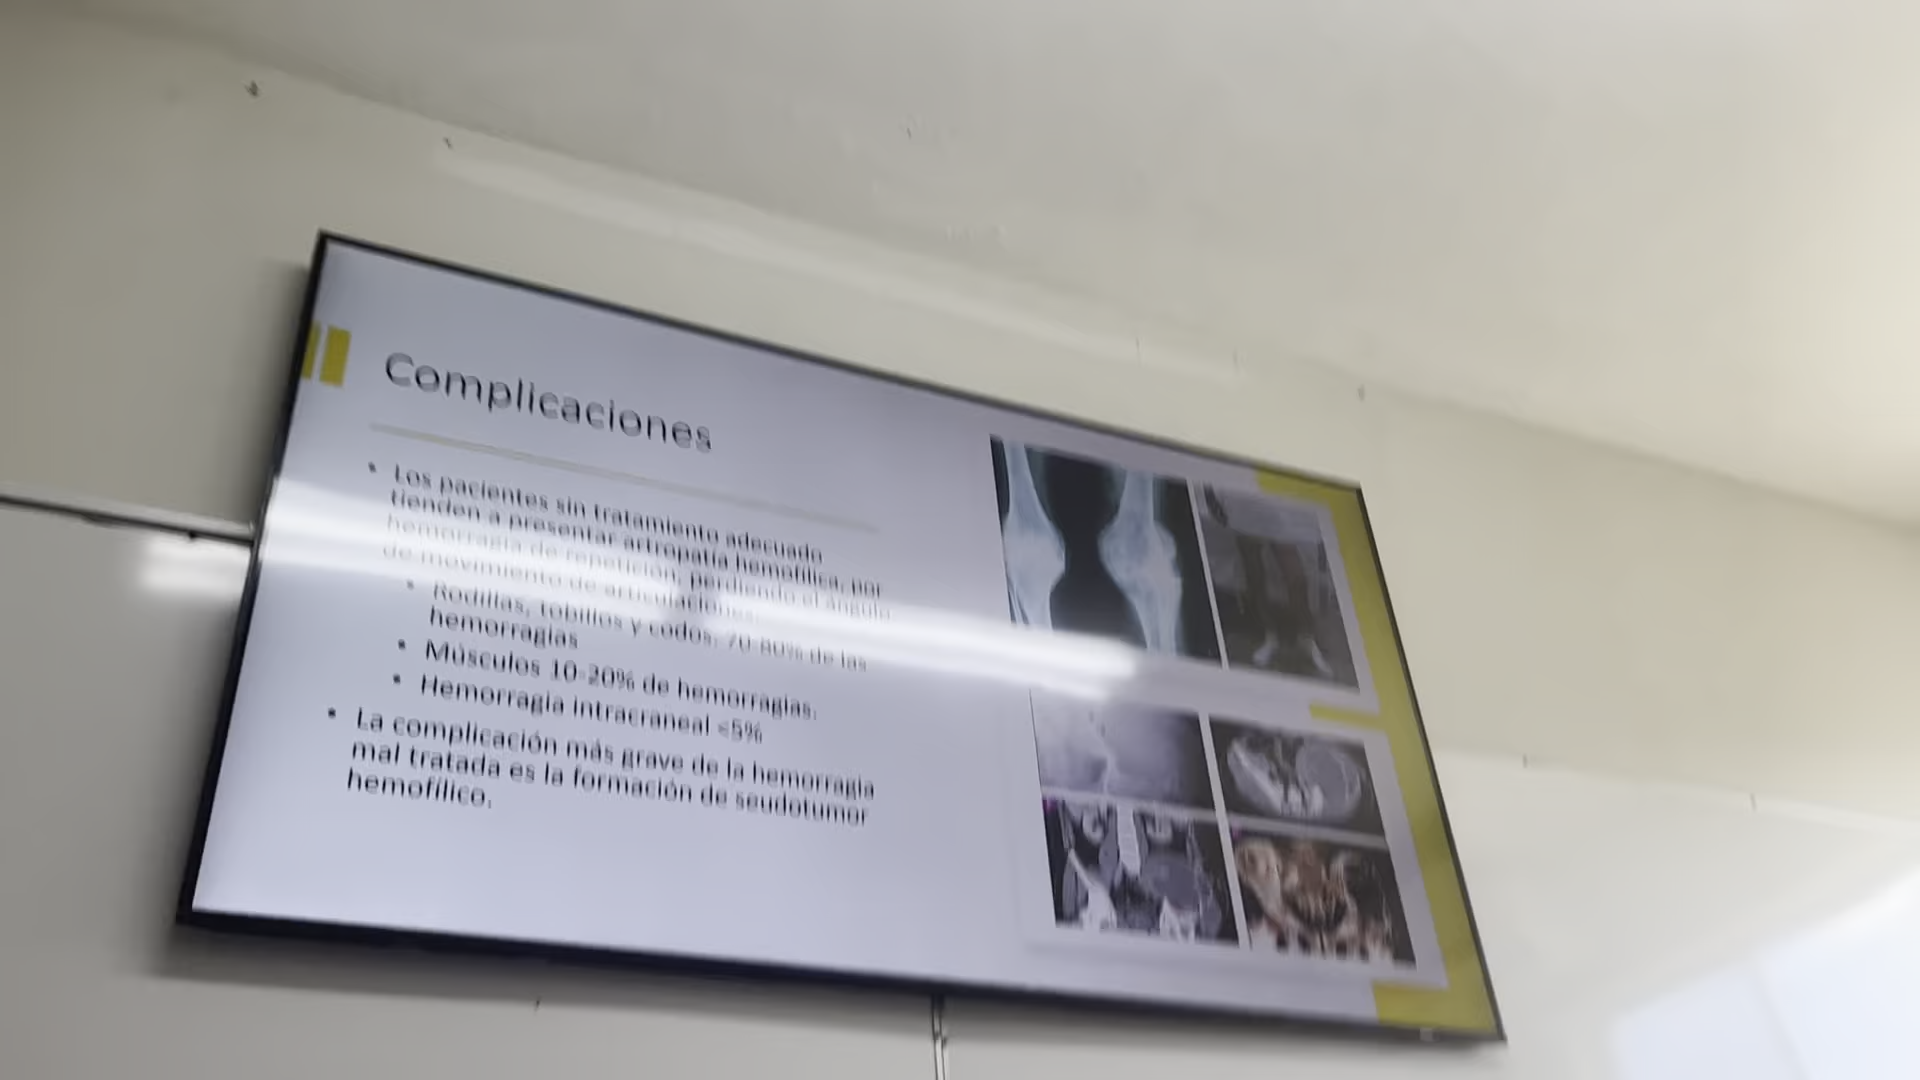 Complicaciones
• Los pacientes sin tratamiento adecuado
tienden a presentar artropatía hemofílica, por
hemorragia de repetición, perdiendo el ángulo
de movimiento de articulaciones.
• Rodillas, tobillos y codos, 70-80% de las
hemorragias
• Músculos 10-20% de hemorragias.
• Hemorragia intracraneal <5%
• La complicación más grave de la hemorragia
mal tratada es la formación de seudotumor
hemofílico.